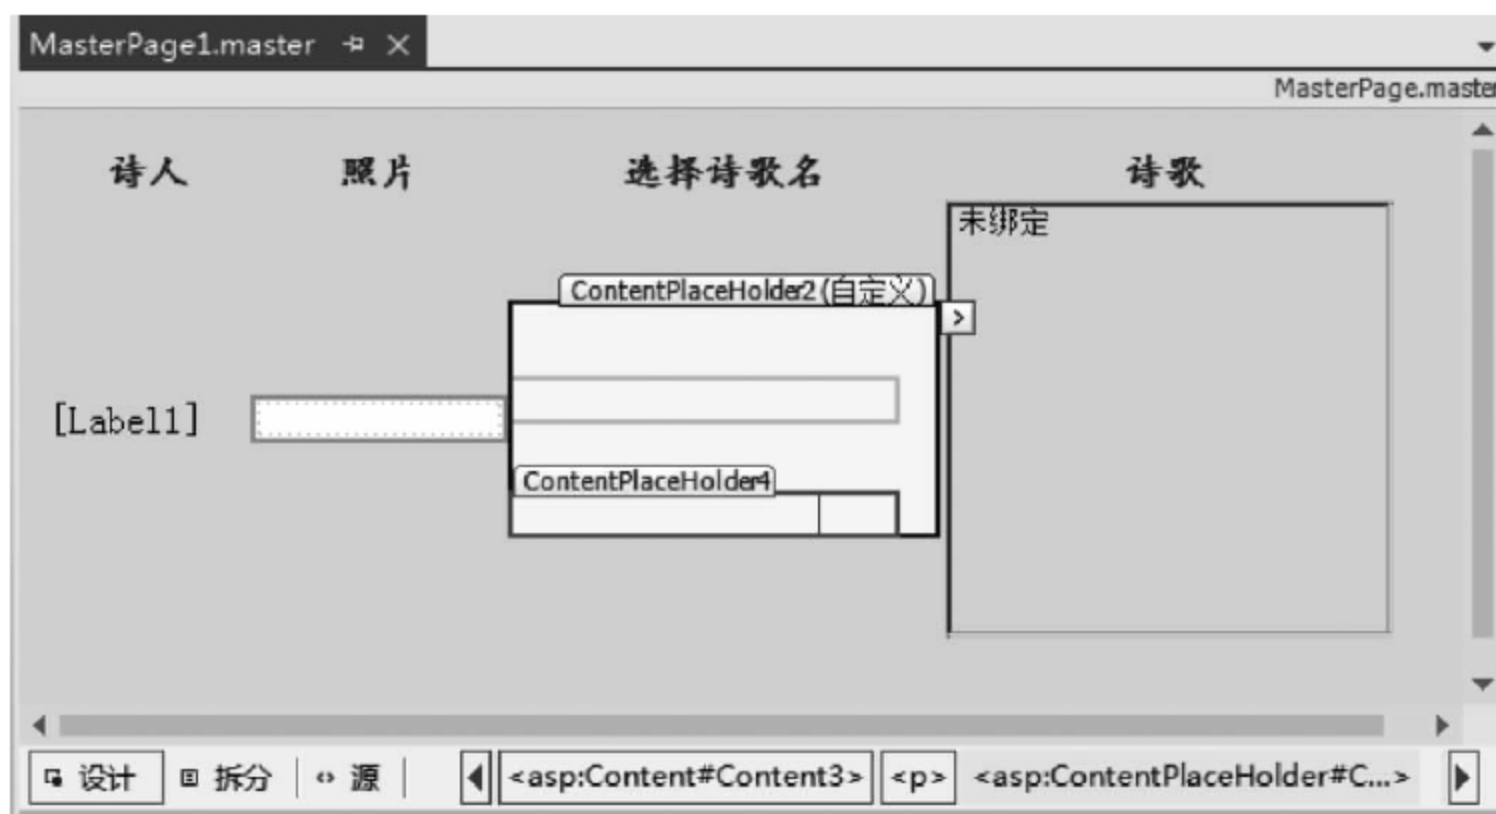 MasterPage1.master
MasterPage.master
诗人 照片 选择诗歌名 诗歌
未绑定
ContentPlaceHolder2(自定义)
>
[Label1]
ContentPlaceHolder4
设计 拆分 源 <asp:Content#Content3> <p> <asp:ContentPlaceHolder#C...>